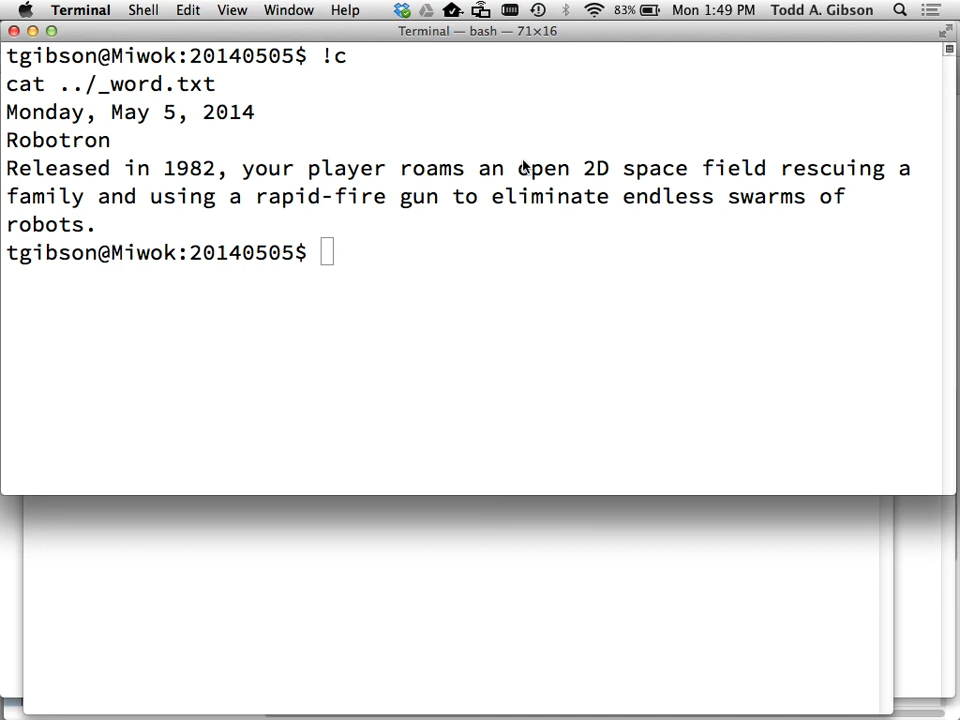 Terminal Shell Edit View Window Help 83% Mon 1:49 PM Todd A. Gibson
Terminal — bash — 71×16
tgibson@Miwok:20140505$ !c
cat ../_word.txt
Monday, May 5, 2014
Robotron
Released in 1982, your player roams an open 2D space field rescuing a
family and using a rapid-fire gun to eliminate endless swarms of
robots.
tgibson@Miwok:20140505$